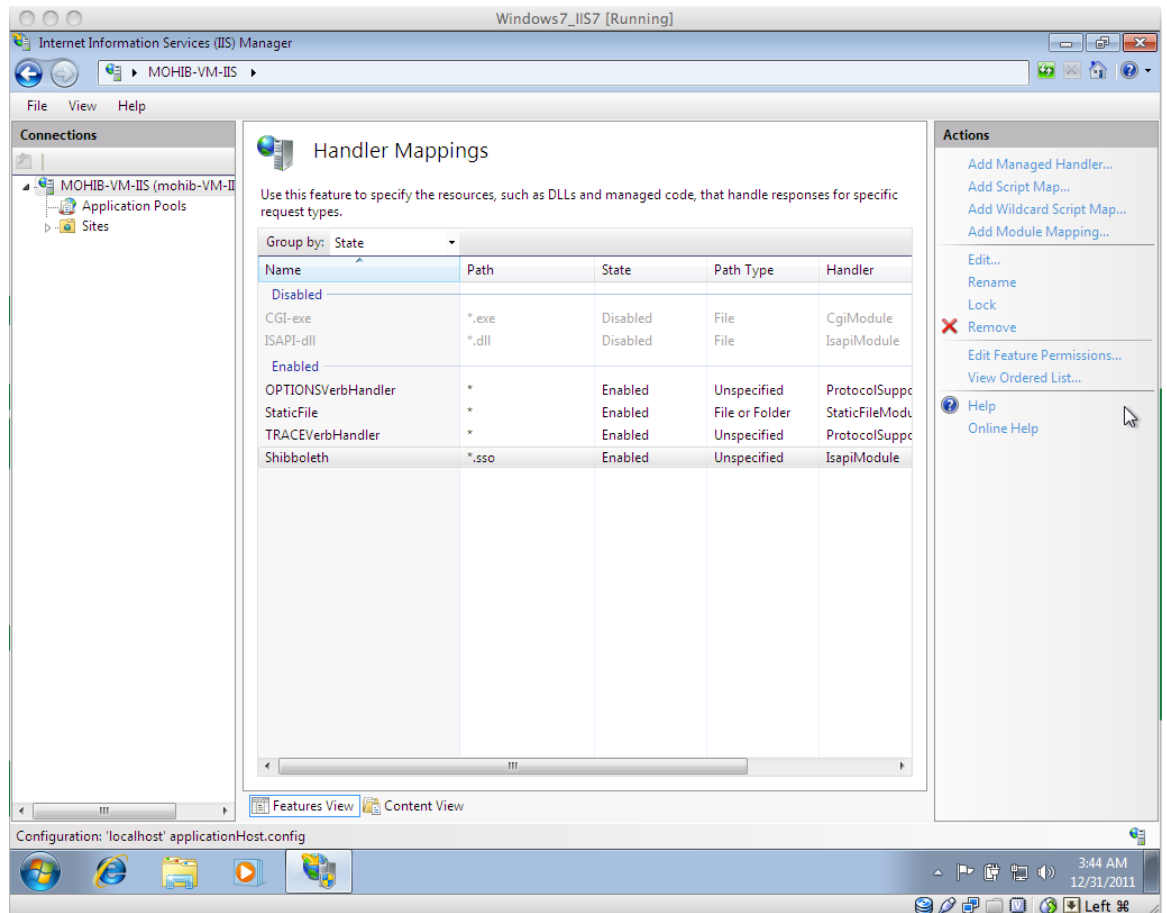 Windows7_IIS7 [Running]
Internet Information Services (IIS) Manager
MOHIB-VM-IIS
File View Help
Connections
MOHIB-VM-IIS (mohib-VM-II
Application Pools
Sites
Handler Mappings
Use this feature to specify the resources, such as DLLs and managed code, that handle responses for specific
request types.
Group by: State
Name Path State Path Type Handler
Disabled
CGI-exe *.exe Disabled File CgiModule
ISAPI-dll *.dll Disabled File IsapiModule
Enabled
OPTIONSVerbHandler * Enabled Unspecified ProtocolSuppo
StaticFile * Enabled File or Folder StaticFileModu
TRACEVerbHandler * Enabled Unspecified ProtocolSuppo
Shibboleth *.sso Enabled Unspecified IsapiModule
Features View Content View
Actions
Add Managed Handler...
Add Script Map...
Add Wildcard Script Map...
Add Module Mapping...
Edit...
Rename
Lock
Remove
Edit Feature Permissions...
View Ordered List...
Help
Online Help
Configuration: 'localhost' applicationHost.config
3:44 AM
12/31/2011
Left ⌘